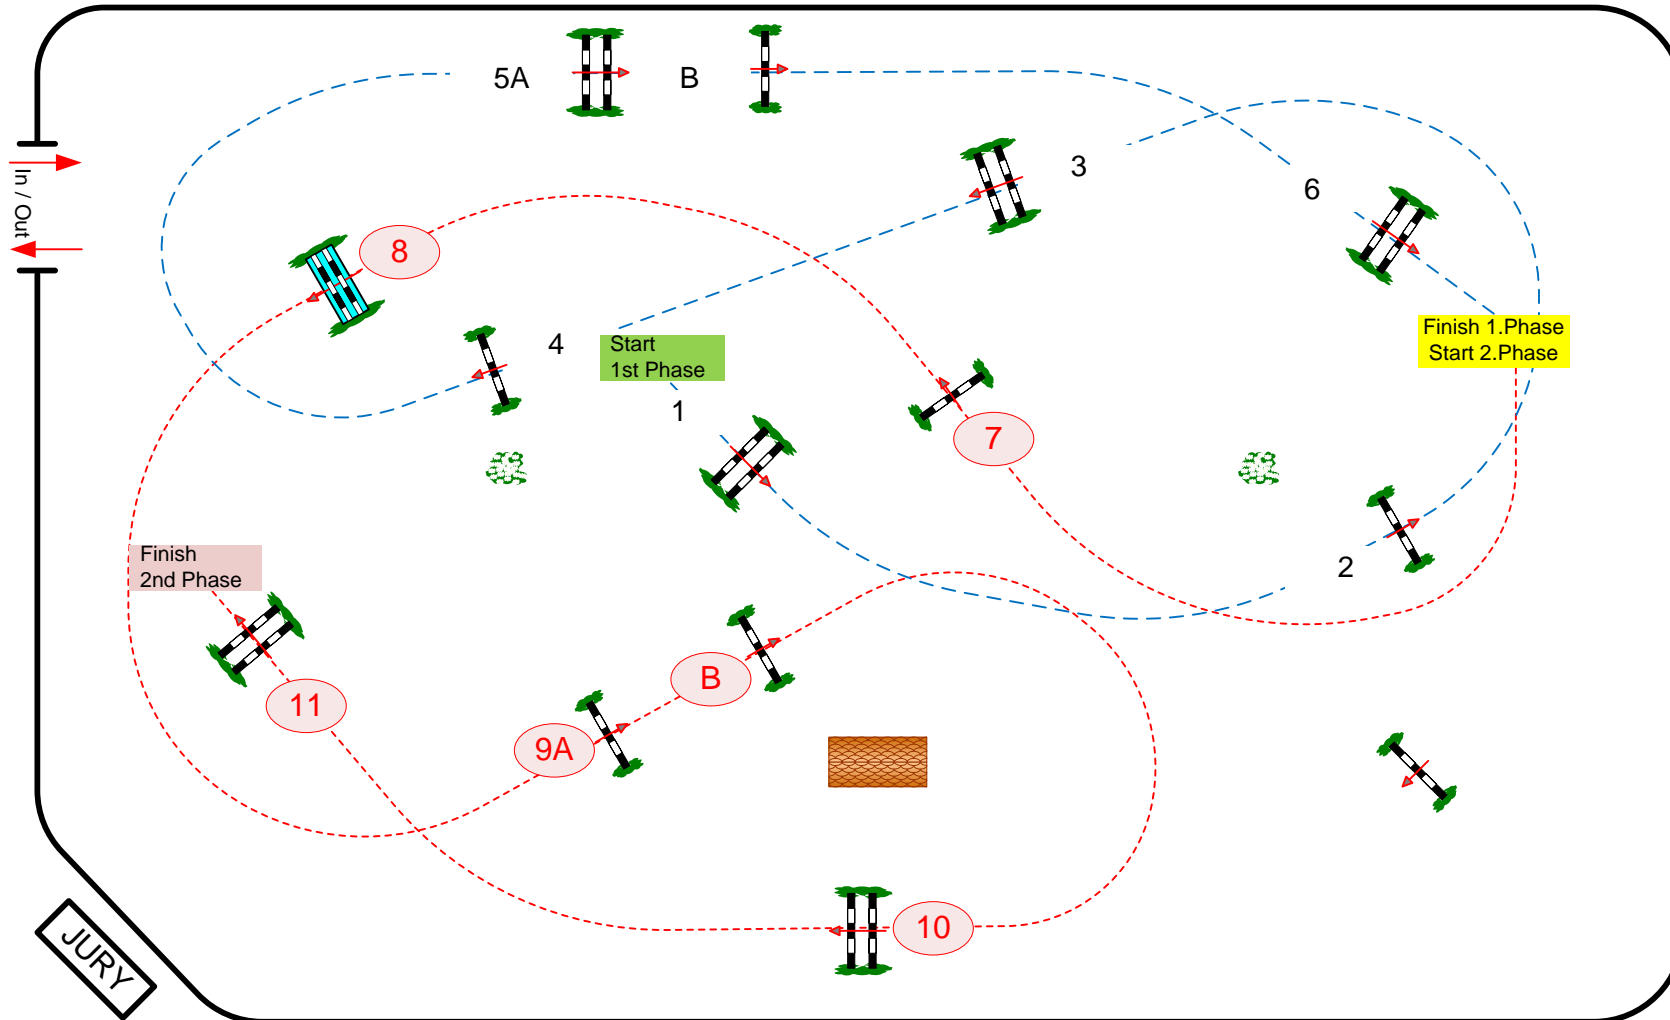 5A
B
3
6
In / Out
8
4
Start
1st Phase
Finish 1.Phase
Start 2.Phase
1
7
2
Finish
2nd Phase
B
11
9A
10
JURY